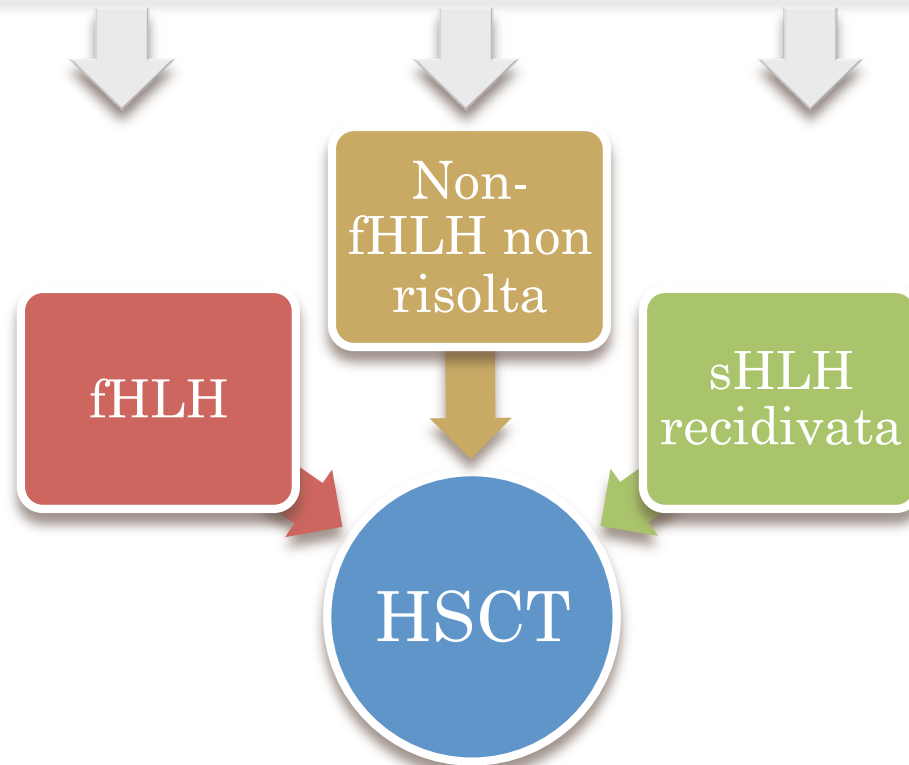 Non-
fHLH non
risolta
fHLH
sHLH
recidivata
HSCT